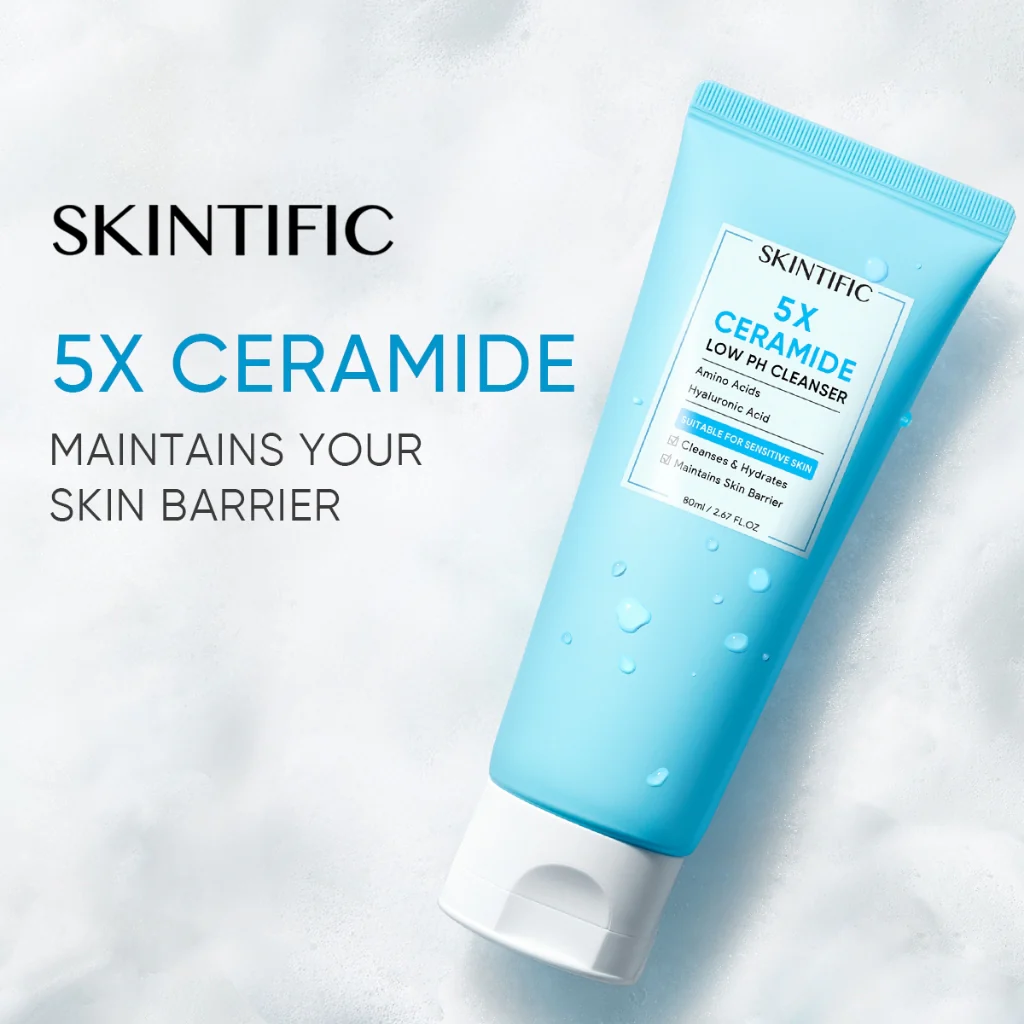 SKINTIFIC
5X CERAMIDE
MAINTAINS YOUR
SKIN BARRIER
SKINTIFIC
5X
CERAMIDE
LOW PH CLEANSER
Amino Acids
Hyaluronic Acid
SUITABLE FOR SENSITIVE SKIN
Cleanses & Hydrates
Maintains Skin Barrier
80ml / 2.67 FL.OZ